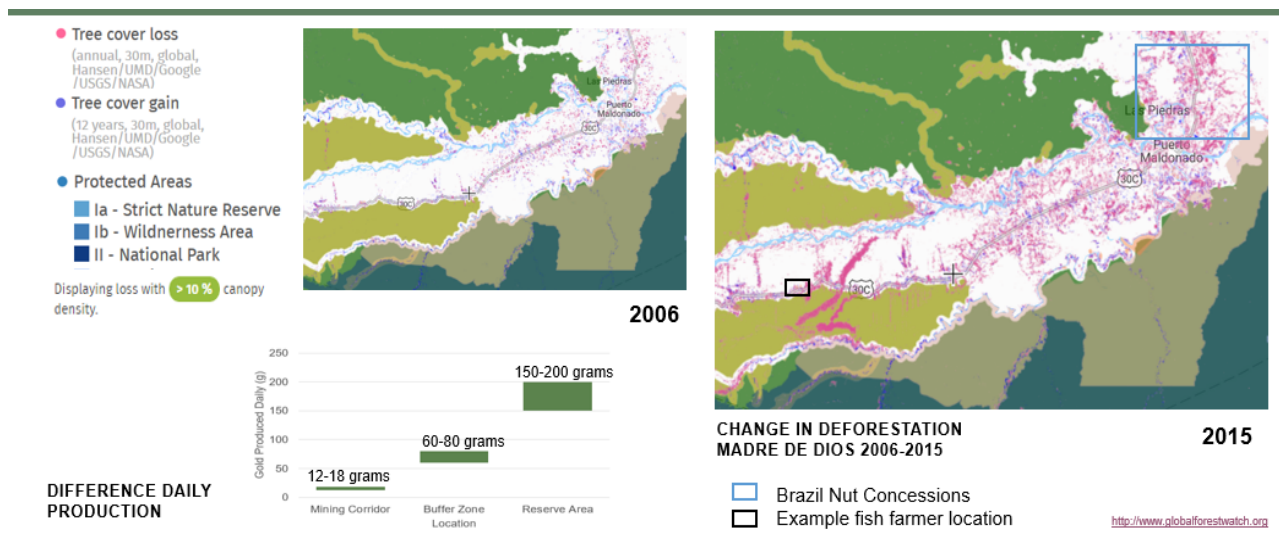 Tree cover loss
(annual, 30m, global,
Hansen/UMD/Google
/USGS/NASA)
Tree cover gain
(12 years, 30m, global,
Hansen/UMD/Google
/USGS/NASA)
Protected Areas
Ia - Strict Nature Reserve
Ib - Wildnerness Area
II - National Park
Displaying loss with > 10 % canopy
density.
Las Piedras
Puerto
Maldonado
30C
30C
2006
Las Piedras
Puerto
Maldonado
30C
30C
CHANGE IN DEFORESTATION
MADRE DE DIOS 2006-2015
2015
Brazil Nut Concessions
Example fish farmer location
http://www.globalforestwatch.org
DIFFERENCE DAILY
PRODUCTION
Gold Produced Daily (g)
250
200
150
100
50
0
12-18 grams
60-80 grams
150-200 grams
Mining Corridor
Buffer Zone
Location
Reserve Area